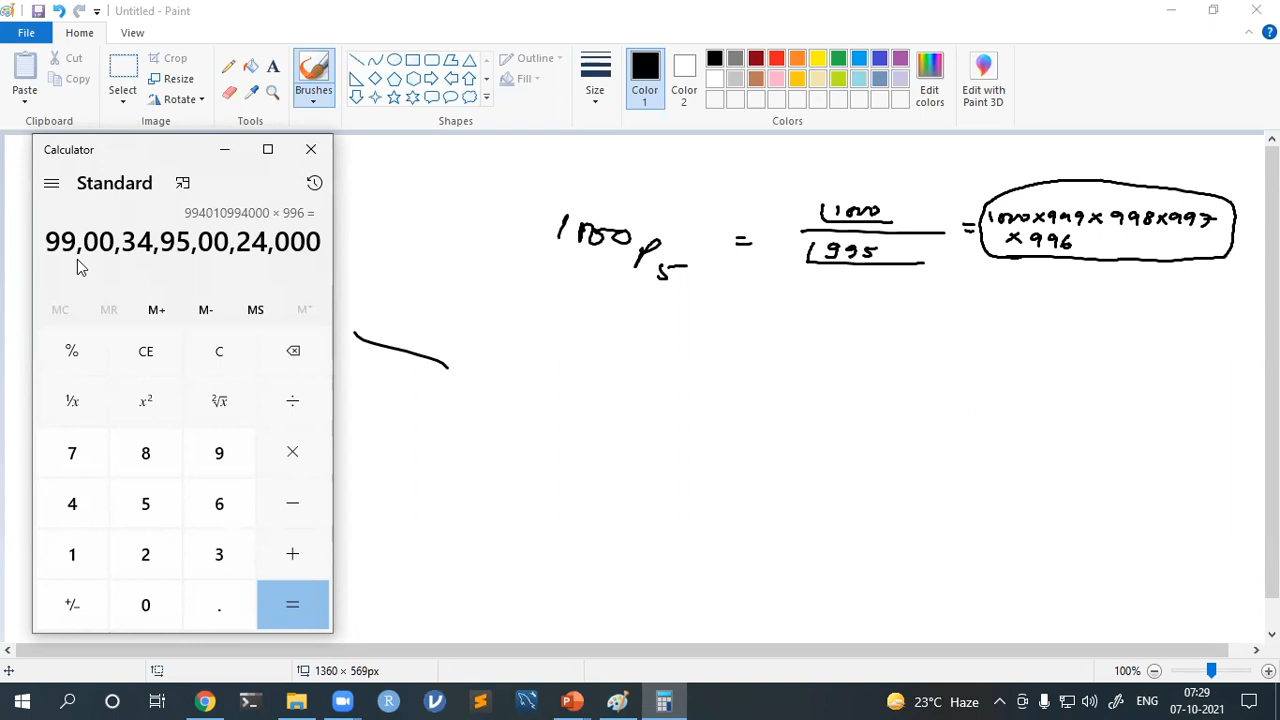 Untitled - Paint
File Home View
Paste
Cut
Copy
Clipboard
Select
Crop
Resize
Rotate
Image
Tools
Brushes
Shapes
Outline
Fill
Size
Color 1
Color 2
Colors
Edit colors
Edit with Paint 3D
Calculator
Standard
994010994000 × 996 =
99,00,34,95,00,24,000
MC MR M+ M- MS M˅
% CE C
¹/x x² ²√x ÷
7 8 9 ×
4 5 6 −
1 2 3 +
+/− 0 . =
1000P5 = 1000 / 995 = 1000×999×998×997
×996
1360 × 569px
100%
23°C Haze
ENG
07:29
07-10-2021